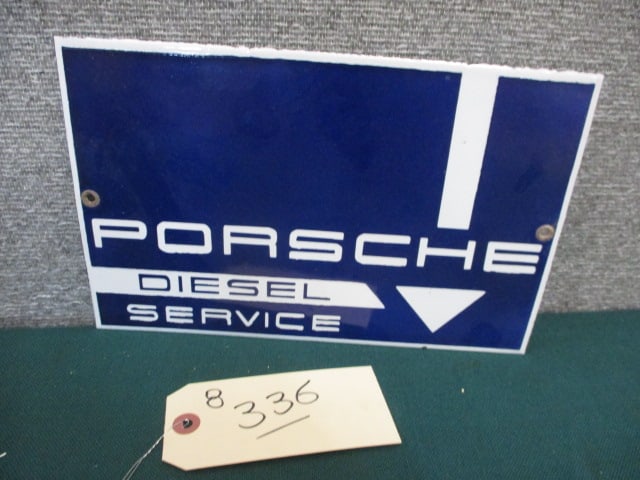 PORSCHE
DIESEL
SERVICE
8
336